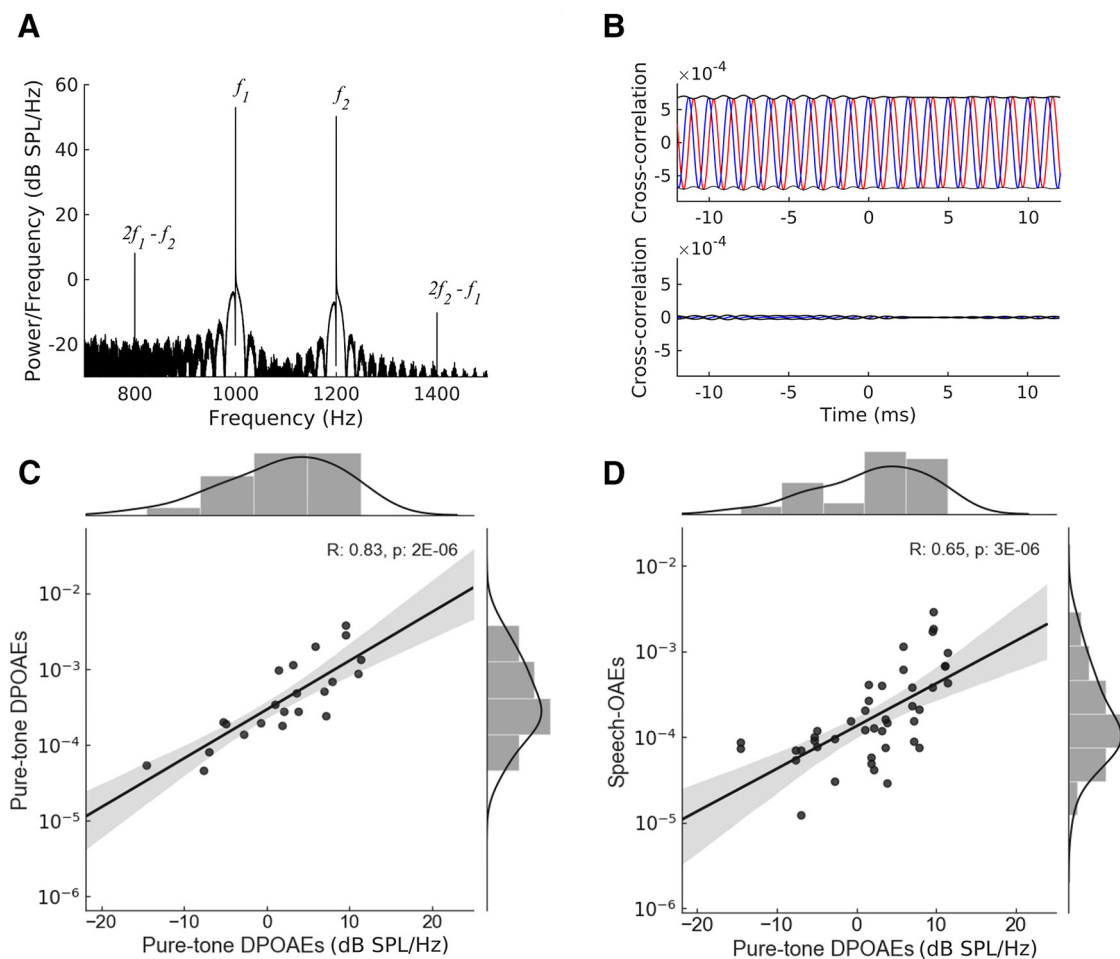 A
Power/Frequency (dB SPL/Hz)
60
40
20
0
-20
f1
f2
2f1 - f2
2f2 - f1
800 1000 1200 1400
Frequency (Hz)
B
×10-4
Cross-correlation
5
0
-5
-10 -5 0 5 10
×10-4
Cross-correlation
5
0
-5
-10 -5 0 5 10
Time (ms)
C
R: 0.83, p: 2E-06
Pure-tone DPOAEs
10−2
10−3
10−4
10−5
10−6
−20 −10 0 10 20
Pure-tone DPOAEs (dB SPL/Hz)
D
R: 0.65, p: 3E-06
Speech-OAEs
10−2
10−3
10−4
10−5
10−6
−20 −10 0 10 20
Pure-tone DPOAEs (dB SPL/Hz)